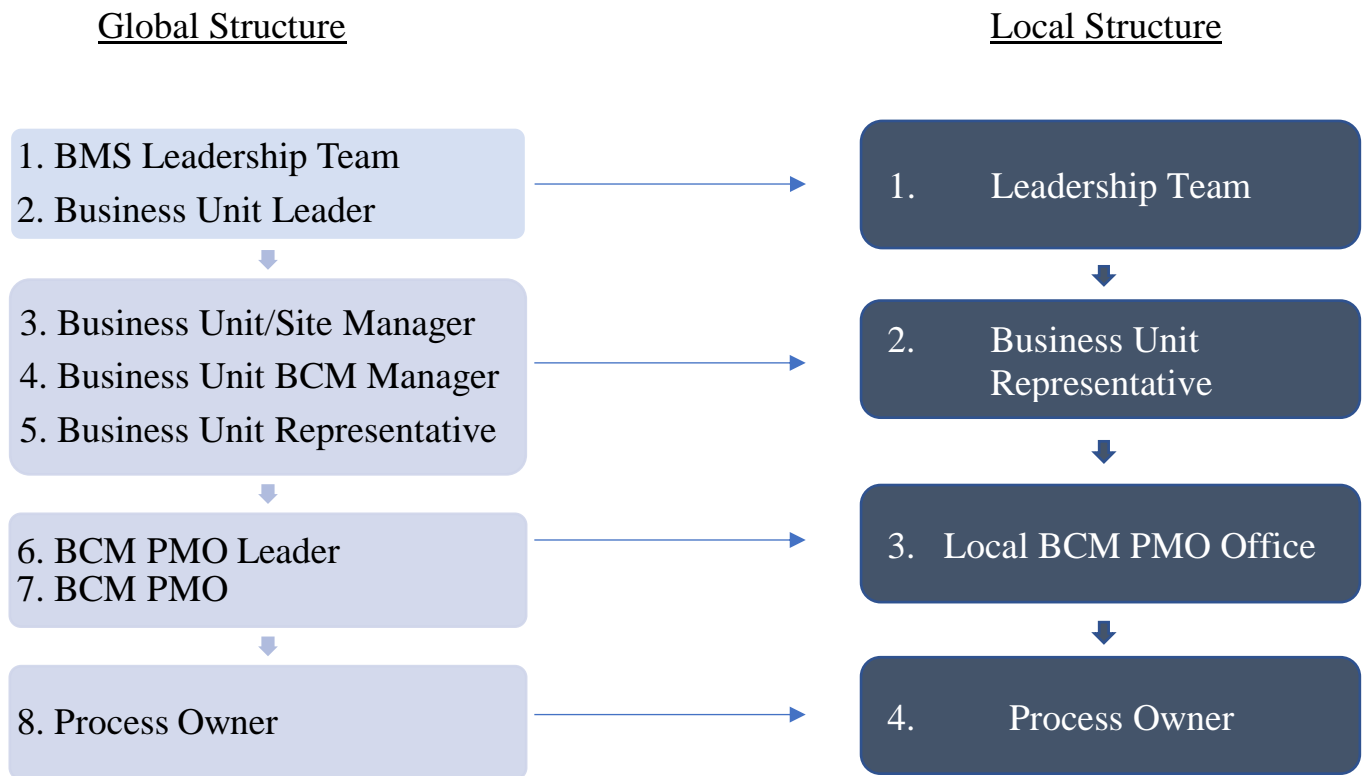 Global Structure
Local Structure
1. BMS Leadership Team
2. Business Unit Leader
1. Leadership Team
3. Business Unit/Site Manager
4. Business Unit BCM Manager
5. Business Unit Representative
2. Business Unit
Representative
6. BCM PMO Leader
7. BCM PMO
3. Local BCM PMO Office
8. Process Owner
4. Process Owner